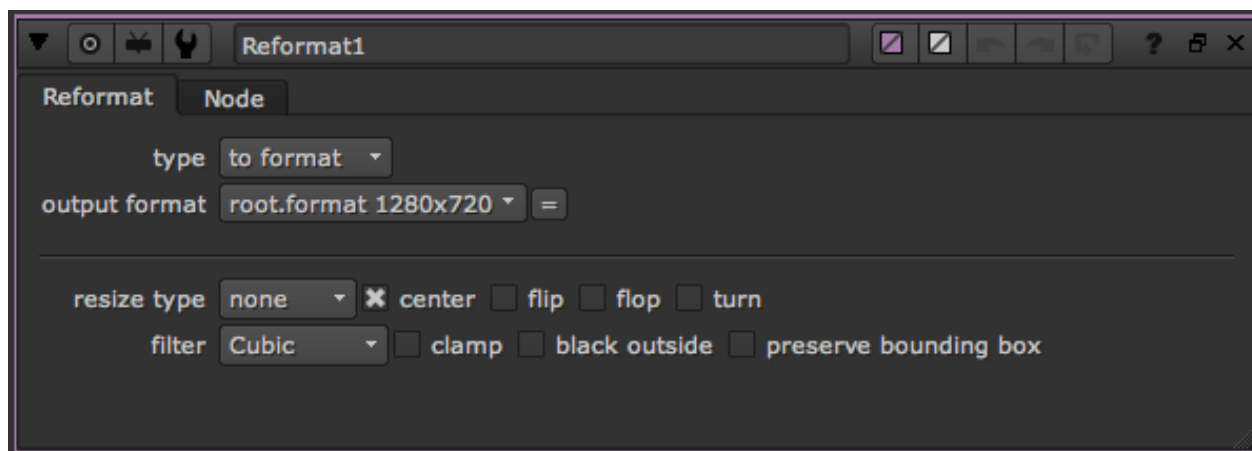 Reformat1 ?
Reformat Node
type to format
output format root.format 1280x720 =
resize type none center flip flop turn
filter Cubic clamp black outside preserve bounding box